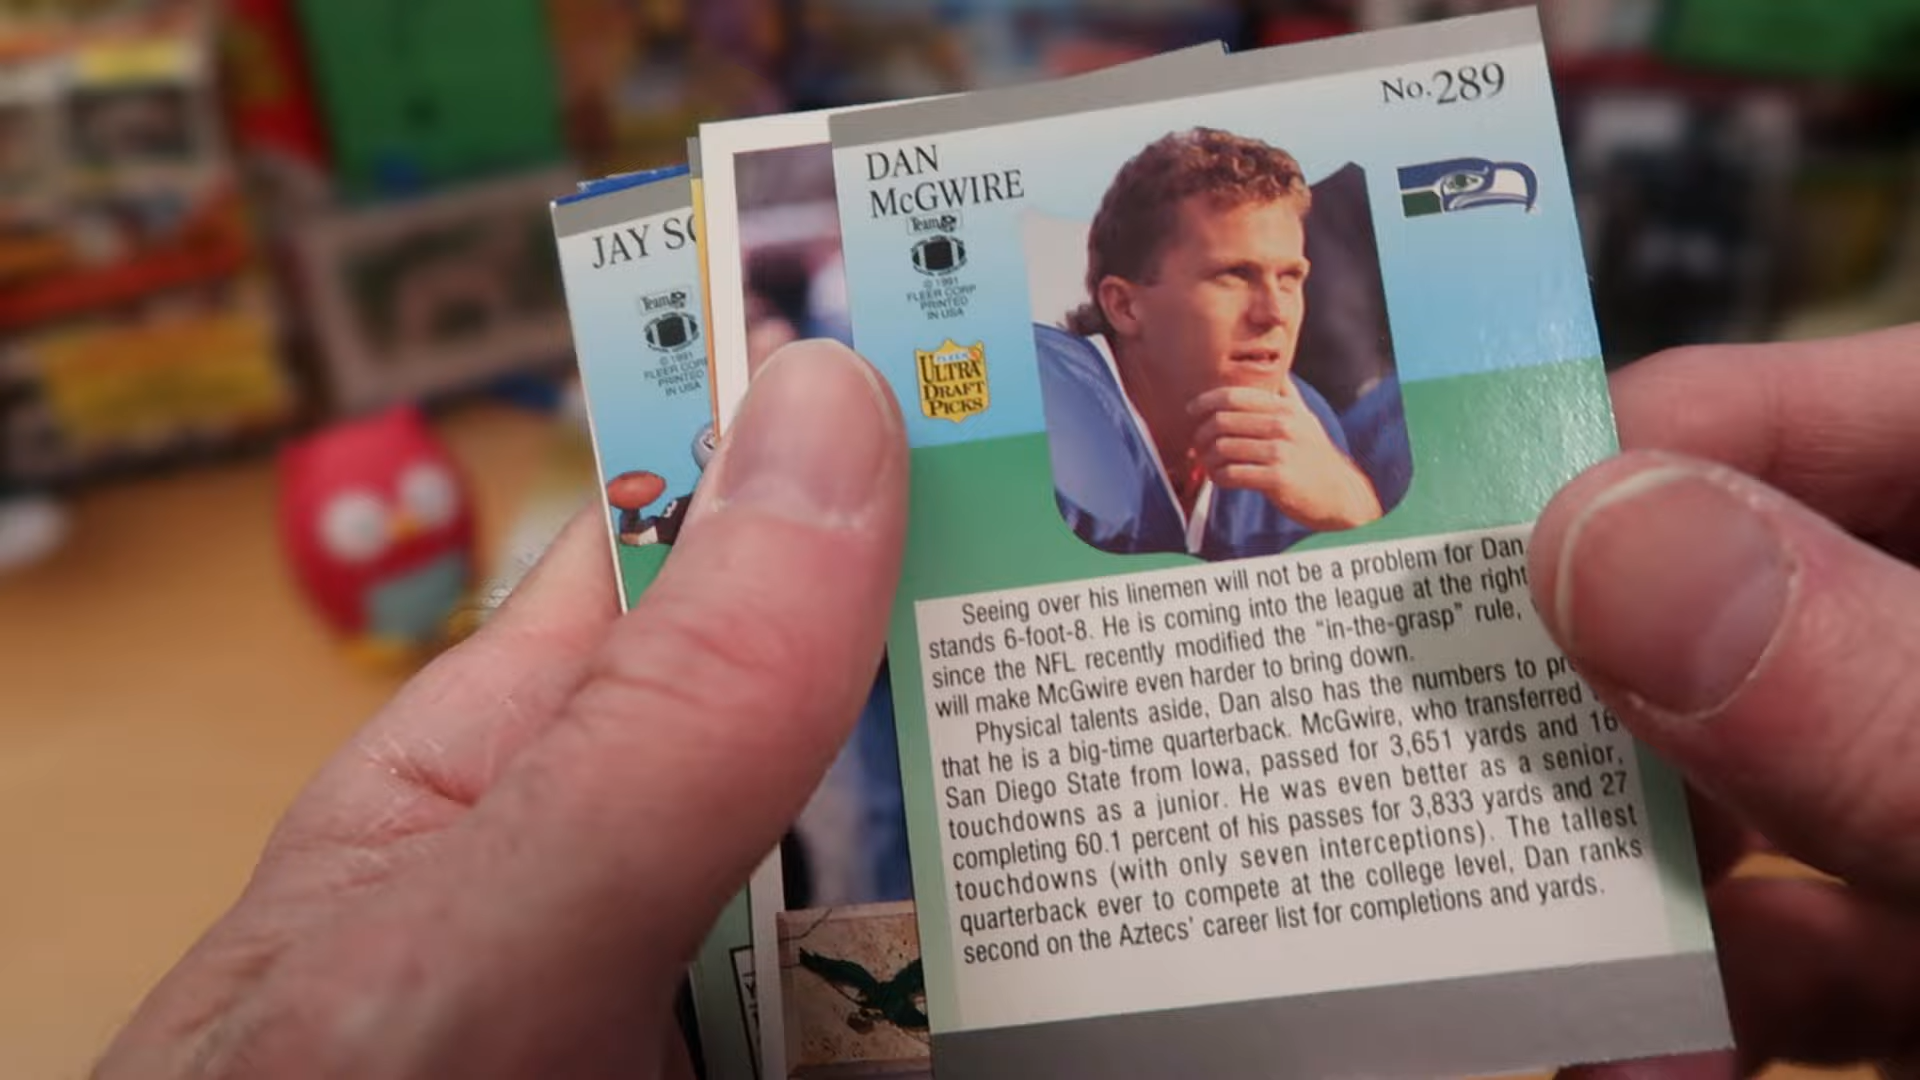 No. 289
DAN
McGWIRE
Team
© 1991
FLEER CORP
PRINTED
IN USA
FLEER
ULTRA
DRAFT
PICKS
Seeing over his linemen will not be a problem for Dan.
stands 6-foot-8. He is coming into the league at the right
since the NFL recently modified the "in-the-grasp" rule,
will make McGwire even harder to bring down.
Physical talents aside, Dan also has the numbers to
that he is a big-time quarterback. McGwire, who transferred
San Diego State from Iowa, passed for 3,651 yards and 16
touchdowns as a junior. He was even better as a senior,
completing 60.1 percent of his passes for 3,833 yards and 27
touchdowns (with only seven interceptions). The tallest
quarterback ever to compete at the college level, Dan ranks
second on the Aztecs' career list for completions and yards.
JAY
Team
© 1991
FLEER CORP
PRINTED
IN USA